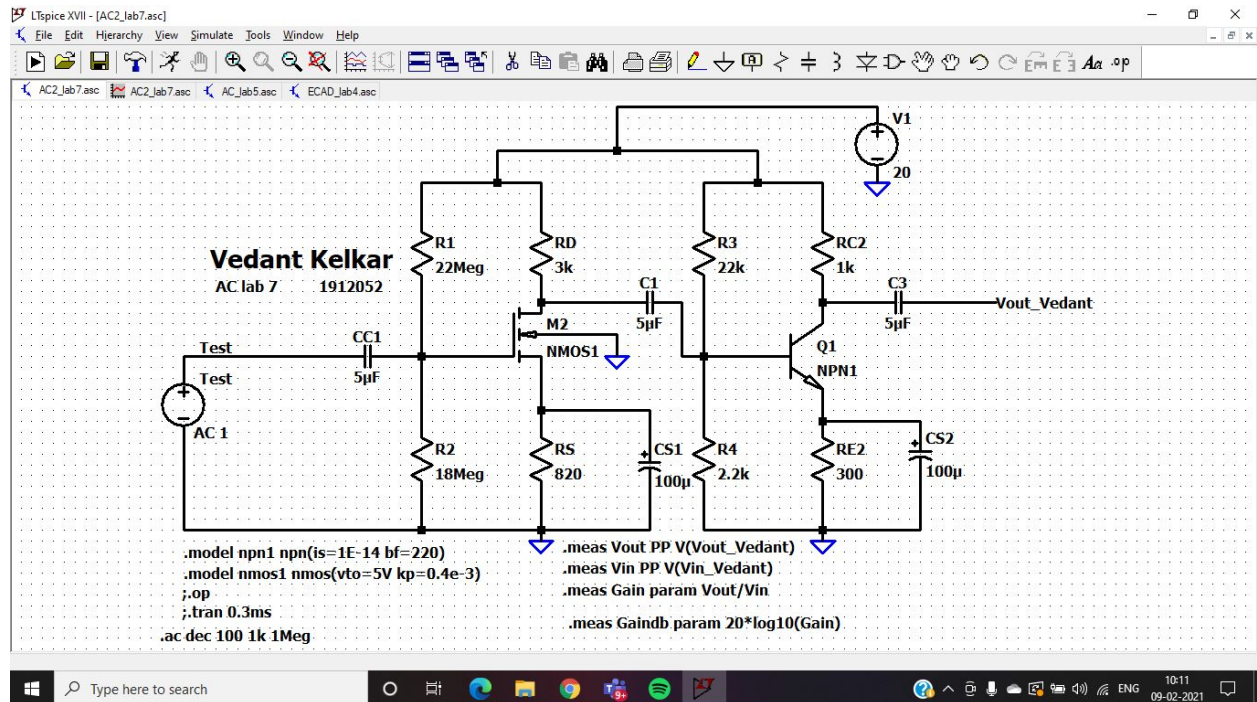 LTspice XVII - [AC2_lab7.asc]
File Edit Hierarchy View Simulate Tools Window Help
AC2_lab7.asc AC2_lab7.asc AC_lab5.asc ECAD_lab4.asc
V1
20
R1
22Meg
RD
3k
R3
22k
RC2
1k
Vedant Kelkar
AC lab 7 1912052
C1
5µF
C3
5µF
Vout_Vedant
M2
NMOS1
Q1
NPN1
Test
CC1
5µF
Test
AC 1
R2
18Meg
RS
820
CS1
100µ
R4
2.2k
RE2
300
CS2
100µ
.model npn1 npn(is=1E-14 bf=220)
.model nmos1 nmos(vto=5V kp=0.4e-3)
;.op
;.tran 0.3ms
.ac dec 100 1k 1Meg
.meas Vout PP V(Vout_Vedant)
.meas Vin PP V(Vin_Vedant)
.meas Gain param Vout/Vin
.meas Gaindb param 20*log10(Gain)
Type here to search
ENG
10:11
09-02-2021